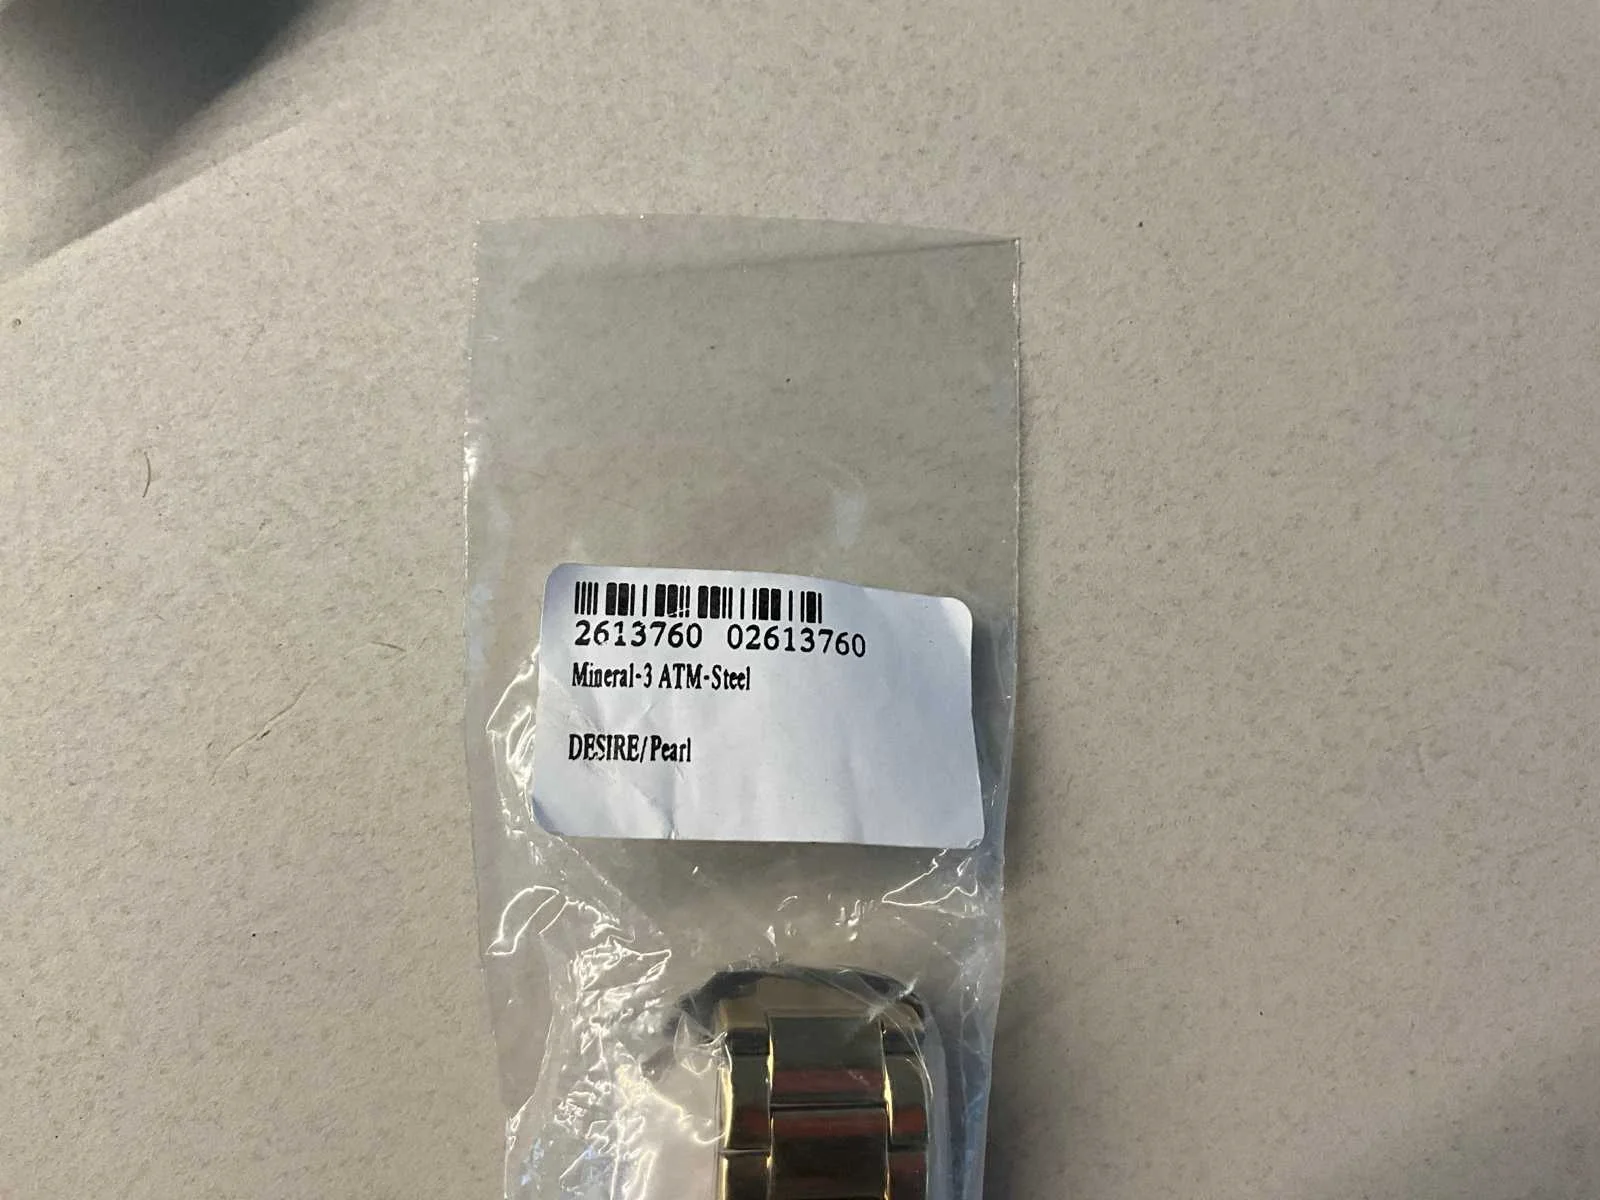 2613760 02613760
Mineral-3 ATM-Steel
DESIRE/Pearl